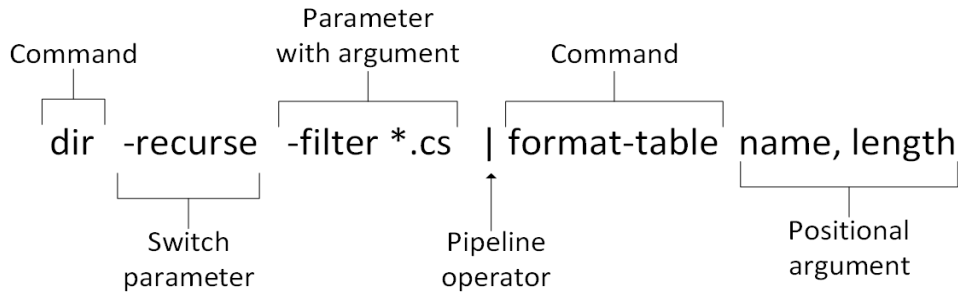 Parameter
Command with argument Command
dir -recurse -filter *.cs | format-table name, length
Switch Pipeline Positional
parameter operator argument